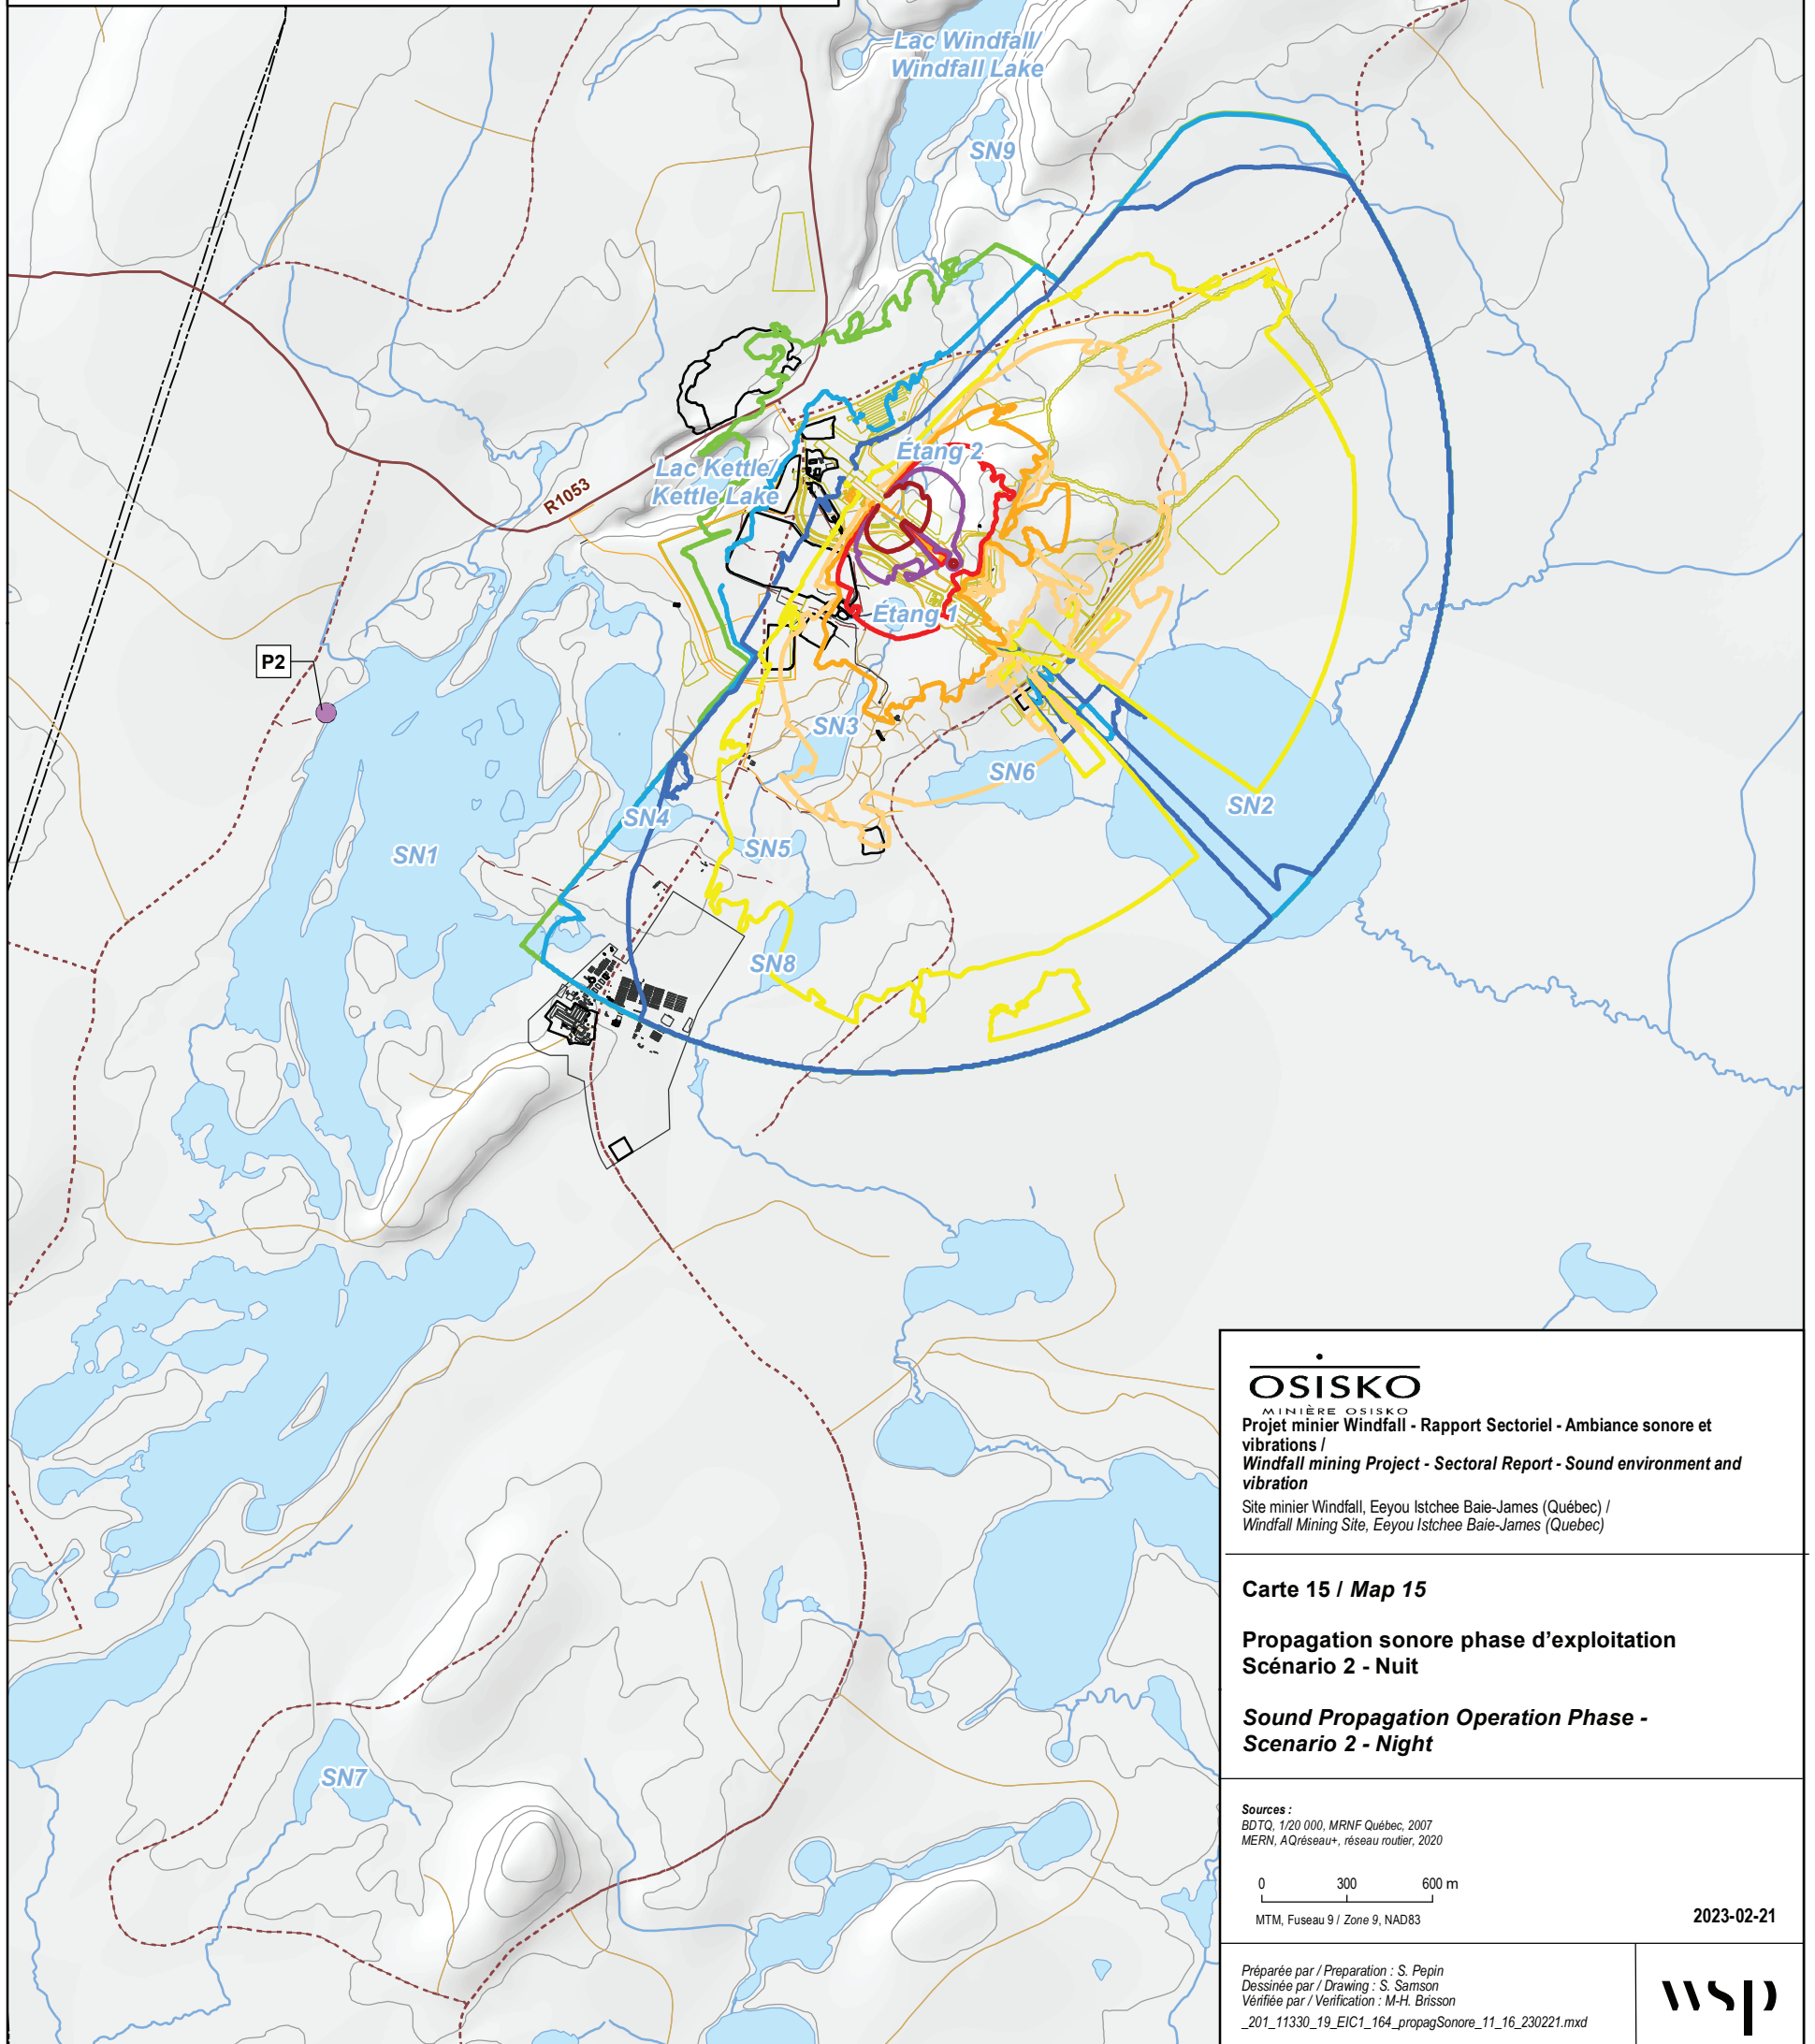 Lac Windfall/
Windfall Lake
SN9
Étang 2
Lac Kettle/
Kettle Lake
R1053
Étang 1
P2
SN3
SN6
SN2
SN4
SN5
SN1
SN8
SN7
OSISKO
MINIÈRE OSISKO
Projet minier Windfall - Rapport Sectoriel - Ambiance sonore et
vibrations /
Windfall mining Project - Sectoral Report - Sound environment and
vibration
Site minier Windfall, Eeyou Istchee Baie-James (Québec) /
Windfall Mining Site, Eeyou Istchee Baie-James (Quebec)
Carte 15 / Map 15
Propagation sonore phase d'exploitation
Scénario 2 - Nuit
Sound Propagation Operation Phase -
Scenario 2 - Night
Sources :
BDTQ, 1/20 000, MRNF Québec, 2007
MERN, AQréseau+, réseau routier, 2020
0 300 600 m
MTM, Fuseau 9 / Zone 9, NAD83
2023-02-21
Préparée par / Preparation : S. Pepin
Dessinée par / Drawing : S. Samson
Vérifiée par / Verification : M-H. Brisson
_201_11330_19_EIC1_164_propagSonore_11_16_230221.mxd
wsp